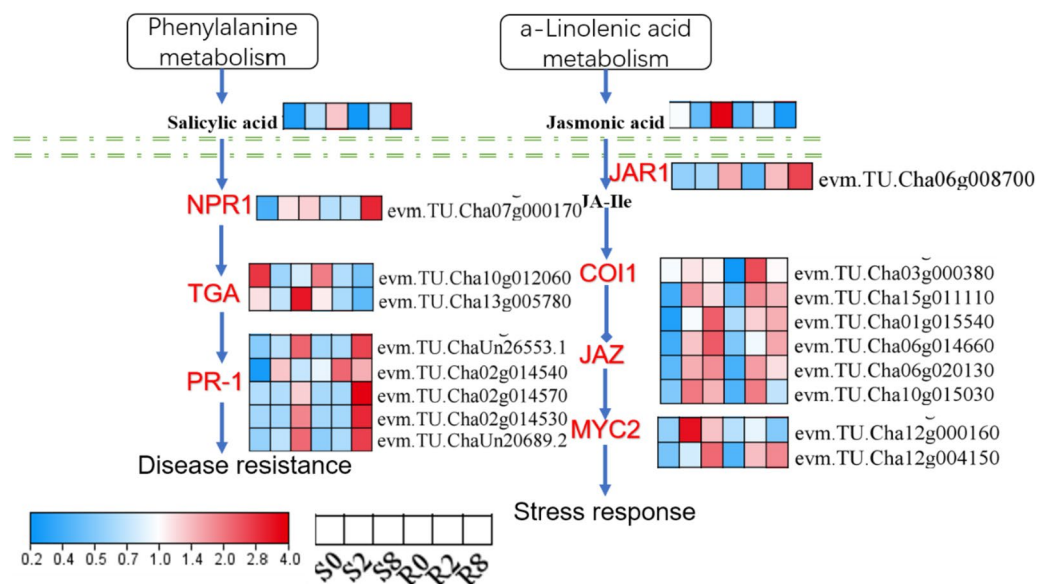 Phenylalanine
metabolism
a-Linolenic acid
metabolism
Salicylic acid
Jasmonic acid
JAR1
evm.TU.Cha06g008700
NPR1
evm.TU.Cha07g000170
JA-Ile
TGA
evm.TU.Cha10g012060
evm.TU.Cha13g005780
COI1
evm.TU.Cha03g000380
evm.TU.Cha15g011110
evm.TU.Cha01g015540
JAZ
evm.TU.Cha06g014660
evm.TU.Cha06g020130
evm.TU.Cha10g015030
PR-1
evm.TU.ChaUn26553.1
evm.TU.Cha02g014540
evm.TU.Cha02g014570
evm.TU.Cha02g014530
evm.TU.ChaUn20689.2
MYC2
evm.TU.Cha12g000160
evm.TU.Cha12g004150
Disease resistance
Stress response
0.2 0.4 0.5 0.7 1.0 1.4 2.0 2.8 4.0
S0 S2 S8 R0 R2 R8